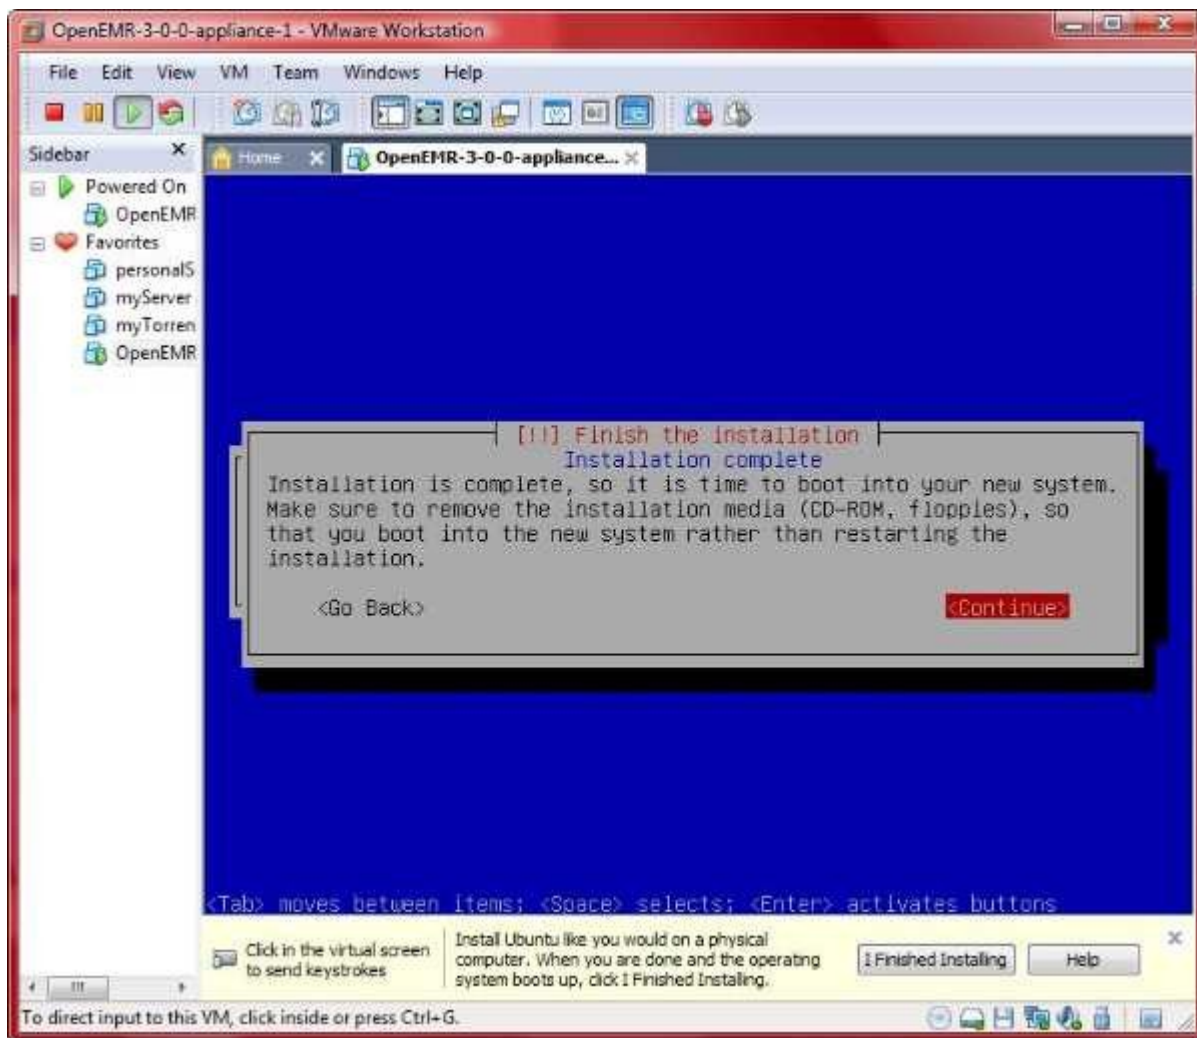 OpenEMR-3-0-0-appliance-1 - VMware Workstation
File Edit View VM Team Windows Help
Sidebar
Home
OpenEMR-3-0-0-appliance...
Powered On
OpenEMR
Favorites
personalS
myServer
myTorren
OpenEMR
[!!] Finish the installation
Installation complete
Installation is complete, so it is time to boot into your new system.
Make sure to remove the installation media (CD-ROM, floppies), so
that you boot into the new system rather than restarting the
installation.
<Go Back>
<Continue>
<Tab> moves between items; <Space> selects; <Enter> activates buttons
Click in the virtual screen
to send keystrokes
Install Ubuntu like you would on a physical
computer. When you are done and the operating
system boots up, click I Finished Installing.
I Finished Installing
Help
To direct input to this VM, click inside or press Ctrl+G.